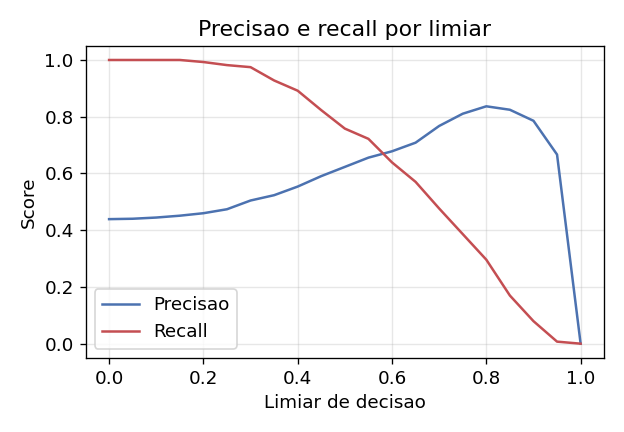 Precisao e recall por limiar
Score
1.0
0.8
0.6
0.4
0.2
0.0
Precisao
Recall
0.0 0.2 0.4 0.6 0.8 1.0
Limiar de decisao